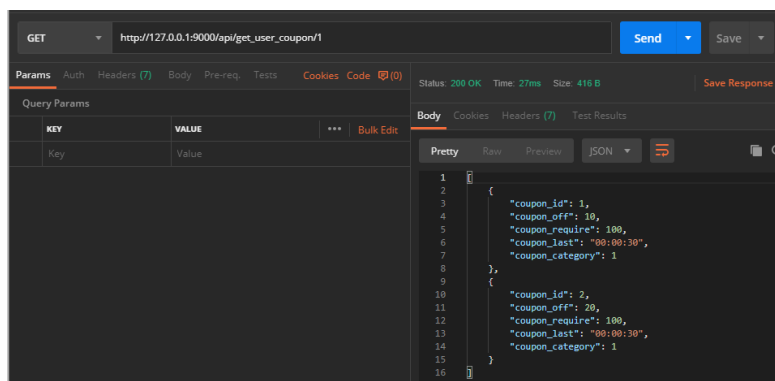 GET http://127.0.0.1:9000/api/get_user_coupon/1 Send Save
Params Auth Headers (7) Body Pre-req. Tests Cookies Code (0)
Query Params
KEY VALUE ••• Bulk Edit
Key Value
Status: 200 OK Time: 27ms Size: 416 B Save Response
Body Cookies Headers (7) Test Results
Pretty Raw Preview JSON
1 [
2 {
3 "coupon_id": 1,
4 "coupon_off": 10,
5 "coupon_require": 100,
6 "coupon_last": "00:00:30",
7 "coupon_category": 1
8 },
9 {
10 "coupon_id": 2,
11 "coupon_off": 20,
12 "coupon_require": 100,
13 "coupon_last": "00:00:30",
14 "coupon_category": 1
15 }
16 ]